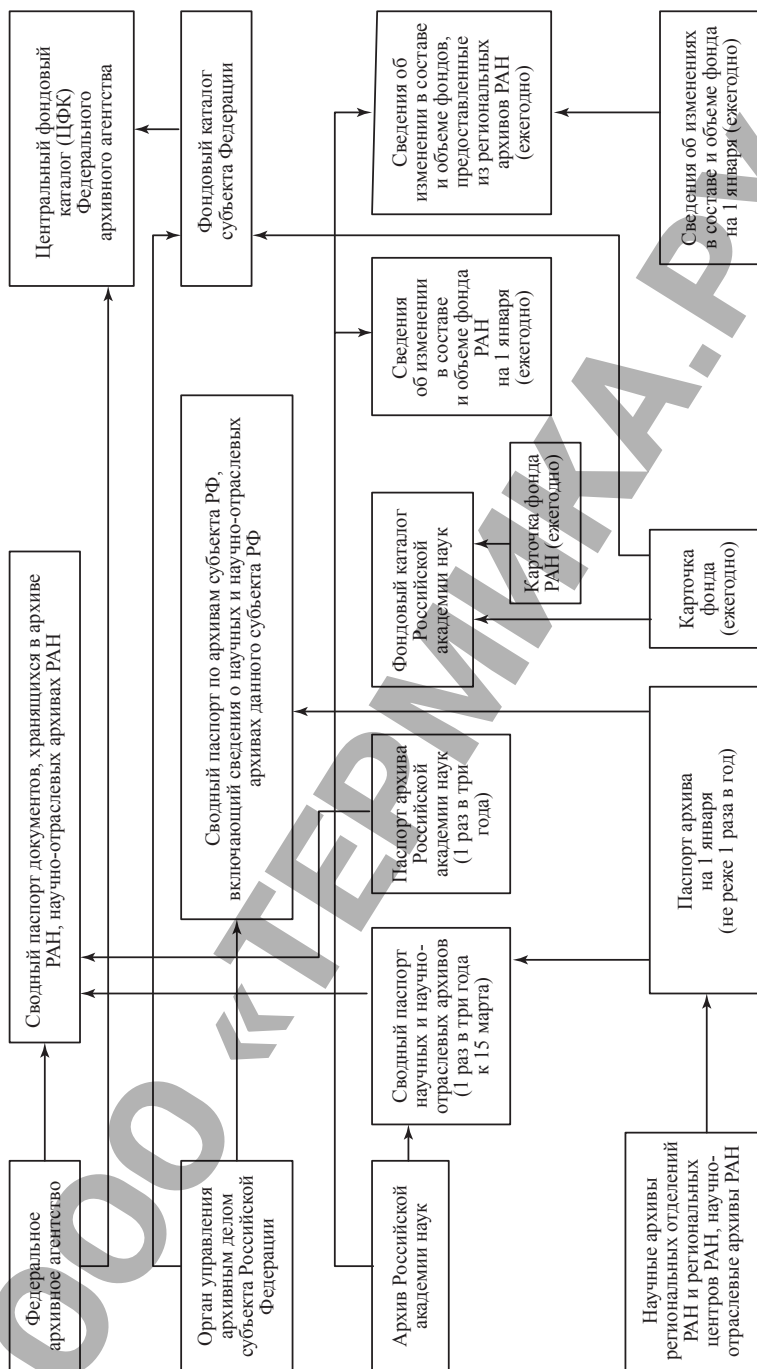 Федеральное
архивное агентство
Сводный паспорт документов, хранящихся в архиве
РАН, научно-отраслевых архивах РАН
Центральный фондовый
каталог (ЦФК)
Федерального
архивного агентства
Орган управления
архивным делом
субъекта Российской
Федерации
Сводный паспорт по архивам субъекта РФ,
включающий сведения о научных и научно-отраслевых
архивах данного субъекта РФ
Фондовый каталог
субъекта Федерации
Архив Российской
академии наук
Сводный паспорт
научных и научно-
отраслевых архивов
(1 раз в три года
к 15 марта)
Паспорт архива
Российской
академии наук
(1 раз в три
года)
Фондовый каталог
Российской
академии наук
Карточка фонда
РАН (ежегодно)
Сведения
об изменении
в составе
и объеме фонда
РАН
на 1 января
(ежегодно)
Сведения об
изменении в составе
и объеме фондов,
предоставленные
из региональных
архивов РАН
(ежегодно)
Научные архивы
региональных отделений
РАН и региональных
центров РАН, научно-
отраслевые архивы РАН
Паспорт архива
на 1 января
(не реже 1 раза в год)
Карточка
фонда
(ежегодно)
Сведения об изменениях
в составе и объеме фонда
на 1 января (ежегодно)
ООО «ТЕРМИКА.РУ